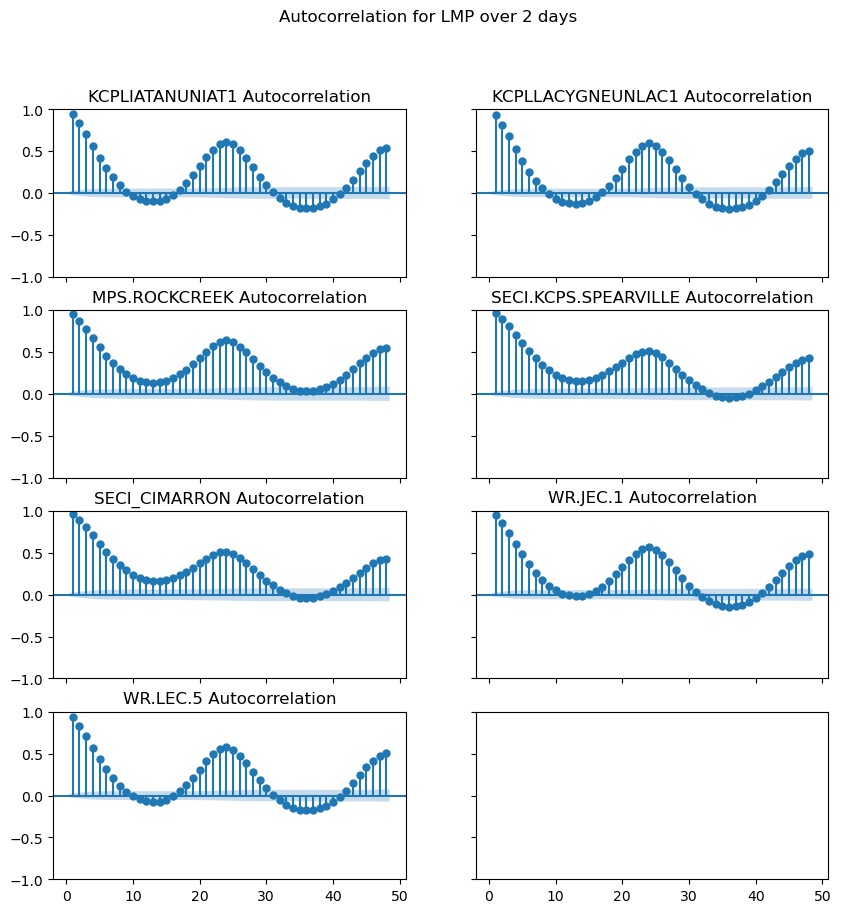 Autocorrelation for LMP over 2 days
KCPLIATANUNIAT1 Autocorrelation
KCPLLACYGNEUNLAC1 Autocorrelation
1.0
0.5
0.0
−0.5
−1.0
MPS.ROCKCREEK Autocorrelation
SECI.KCPS.SPEARVILLE Autocorrelation
1.0
0.5
0.0
−0.5
−1.0
SECI_CIMARRON Autocorrelation
WR.JEC.1 Autocorrelation
1.0
0.5
0.0
−0.5
−1.0
WR.LEC.5 Autocorrelation
1.0
0.5
0.0
−0.5
−1.0
0 10 20 30 40 50
0 10 20 30 40 50